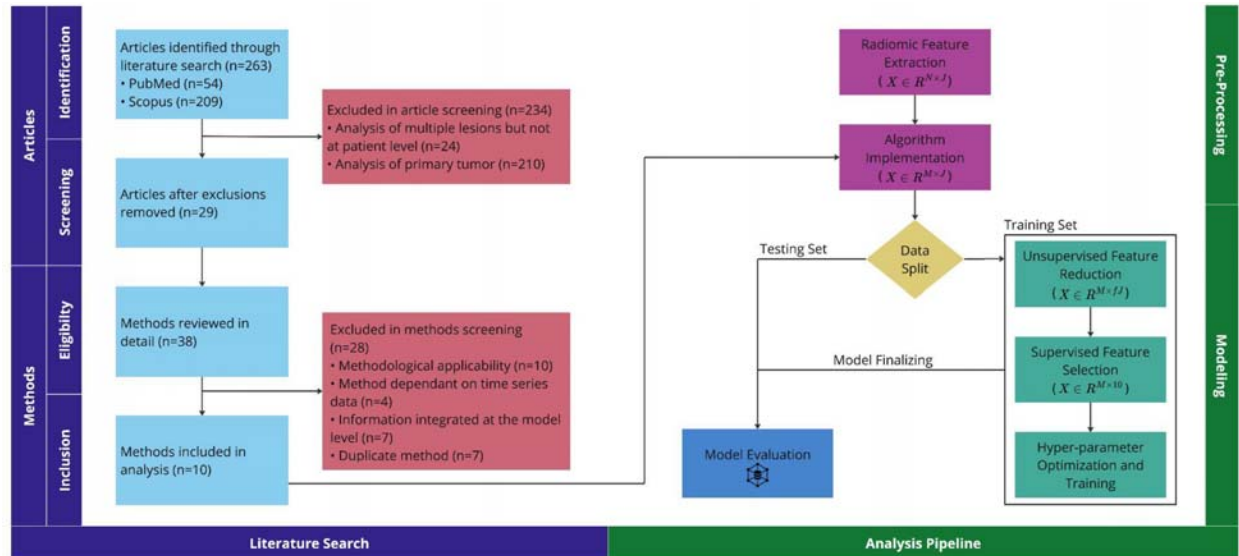 Articles
Identification
Screening
Methods
Eligibilty
Inclusion
Articles identified through
literature search (n=263)
• PubMed (n=54)
• Scopus (n=209)
Excluded in article screening (n=234)
• Analysis of multiple lesions but not
at patient level (n=24)
• Analysis of primary tumor (n=210)
Articles after exclusions
removed (n=29)
Methods reviewed in
detail (n=38)
Excluded in methods screening
(n=28)
• Methodological applicability (n=10)
• Method dependant on time series
data (n=4)
• Information integrated at the model
level (n=7)
• Duplicate method (n=7)
Methods included in
analysis (n=10)
Literature Search
Radiomic Feature
Extraction
( X ∈ R^{N×J})
Algorithm
Implementation
( X ∈ R^{M×J})
Data
Split
Testing Set
Training Set
Unsupervised Feature
Reduction
( X ∈ R^{M×fJ})
Supervised Feature
Selection
( X ∈ R^{M×10})
Hyper-parameter
Optimization and
Training
Model Finalizing
Model Evaluation
Pre-Processing
Modeling
Analysis Pipeline